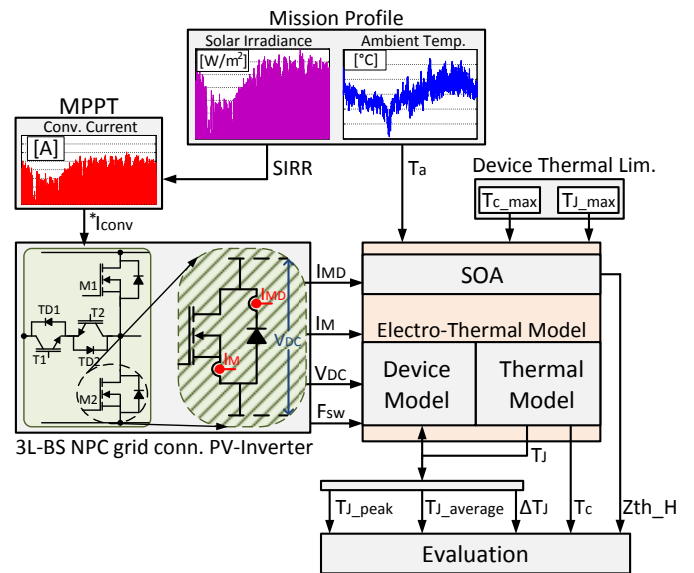 Mission Profile
Solar Irradiance
[W/m²]
Ambient Temp.
[°C]
MPPT
Conv. Current
[A]
SIRR
Ta
Device Thermal Lim.
Tc_max
TJ_max
*Iconv
M1
TD1
T2
T1
TD2
M2
IMD
IM
VDC
IMD
IM
VDC
Fsw
SOA
Electro-Thermal Model
Device
Model
Thermal
Model
3L-BS NPC grid conn. PV-Inverter
TJ
TJ_peak
TJ_average
ΔTJ
Tc
Zth_H
Evaluation